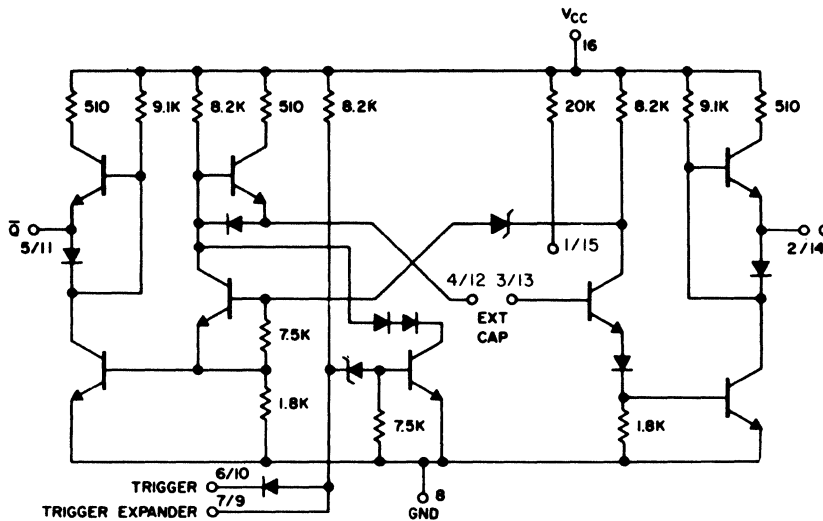 VCC
16
510
9.1K
8.2K
510
8.2K
20K
8.2K
9.1K
510
Q̅
5/11
1/15
2/14
4/12 3/13
EXT
CAP
7.5K
1.8K
7.5K
1.8K
TRIGGER 6/10
TRIGGER EXPANDER 7/9
8
GND